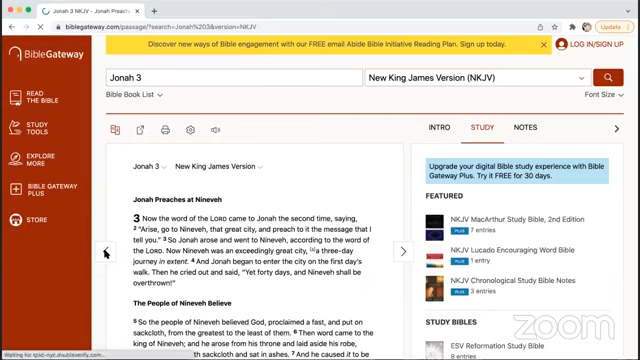 Jonah 3 NKJV - Jonah Preaches
biblegateway.com/passage/?search=Jonah%203&version=NKJV
Update
BibleGateway
Discover new ways of Bible engagement with our FREE email Abide Bible Initiative Reading Plan. Sign up today.
LOG IN/SIGN UP
Jonah 3
New King James Version (NKJV)
Bible Book List
Font Size
READ
THE BIBLE
STUDY
TOOLS
EXPLORE
MORE
BIBLE GATEWAY
PLUS
STORE
Jonah 3 New King James Version
Jonah Preaches at Nineveh
3 Now the word of the LORD came to Jonah the second time, saying,
2 "Arise, go to Nineveh, that great city, and preach to it the message that I
tell you." 3 So Jonah arose and went to Nineveh, according to the word of
the LORD. Now Nineveh was an exceedingly great city, [a]a three-day
journey in extent. 4 And Jonah began to enter the city on the first day's
walk. Then he cried out and said, "Yet forty days, and Nineveh shall be
overthrown!"
The People of Nineveh Believe
5 So the people of Nineveh believed God, proclaimed a fast, and put on
sackcloth, from the greatest to the least of them. 6 Then word came to the
king of Nineveh; and he arose from his throne and laid aside his robe,
sackcloth and sat in ashes. 7 And he caused it to be
INTRO STUDY NOTES
Upgrade your digital Bible study experience with Bible
Gateway Plus. Try it FREE for 30 days.
FEATURED
NKJV MacArthur Study Bible, 2nd Edition
PLUS 7 entries
NKJV Lucado Encouraging Word Bible
PLUS 1 entry
NKJV Chronological Study Bible Notes
PLUS 3 entries
STUDY BIBLES
ESV Reformation Study Bible
8 entries
zoom